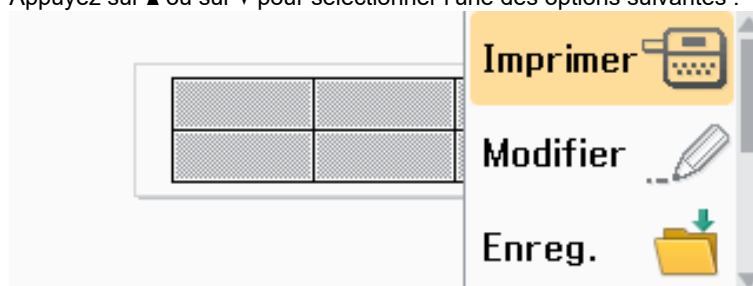 Appuyez sur ▲ ou sur ▼ pour sélectionner l'une des options suivantes :
Imprimer
Modifier
Enreg.